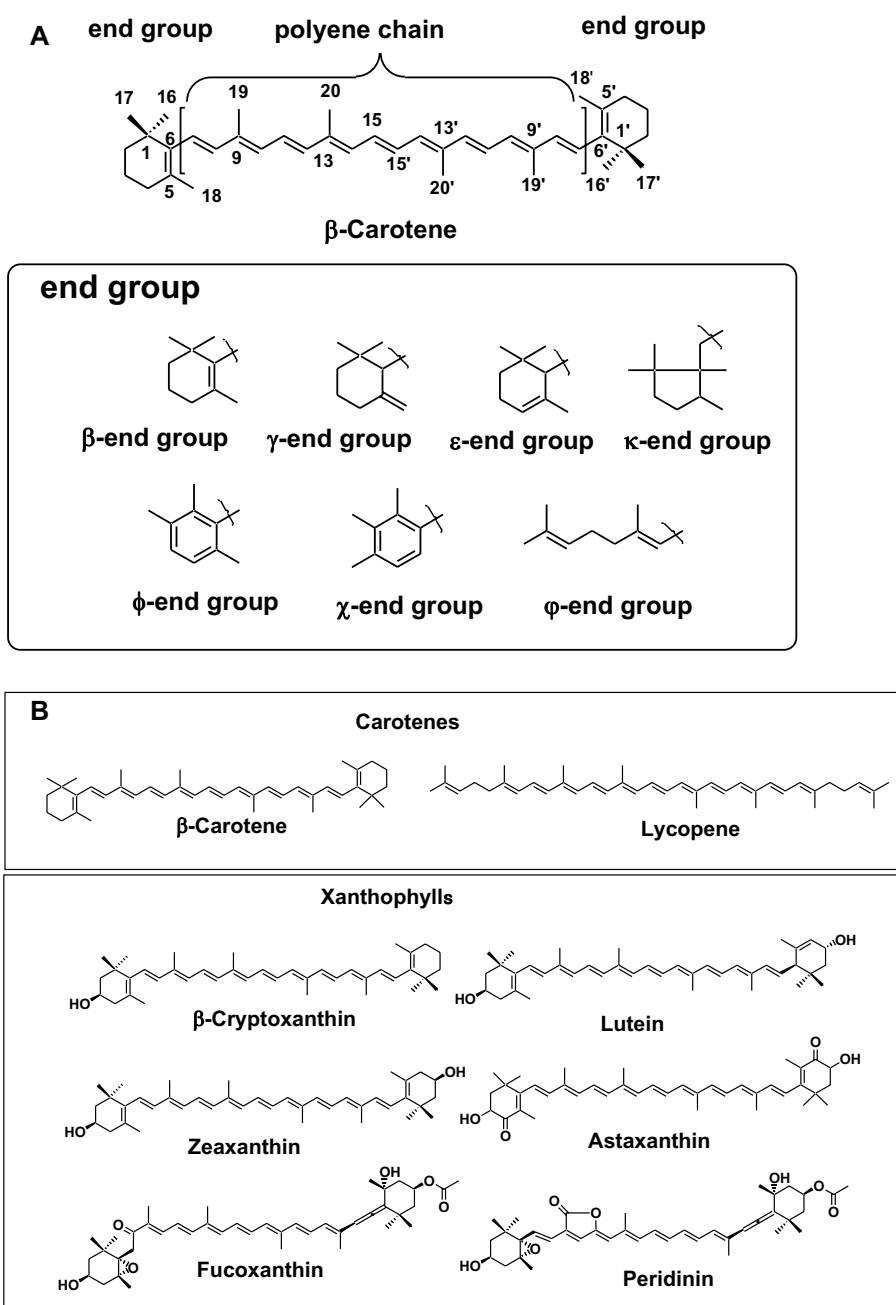 A
end group
polyene chain
end group
17
16
19
20
15
13'
9'
18'
5'
1
6
9
13
15'
1'
6'
5
18
20'
19'
16'
17'
β-Carotene
end group
β-end group
γ-end group
ε-end group
κ-end group
ϕ-end group
χ-end group
φ-end group
B
Carotenes
β-Carotene
Lycopene
Xanthophylls
HO
β-Cryptoxanthin
OH
HO
Lutein
OH
HO
Zeaxanthin
O
OH
HO
O
Astaxanthin
OH
O
O
O
O
HO
Fucoxanthin
OH
O
O
O
O
O
HO
Peridinin